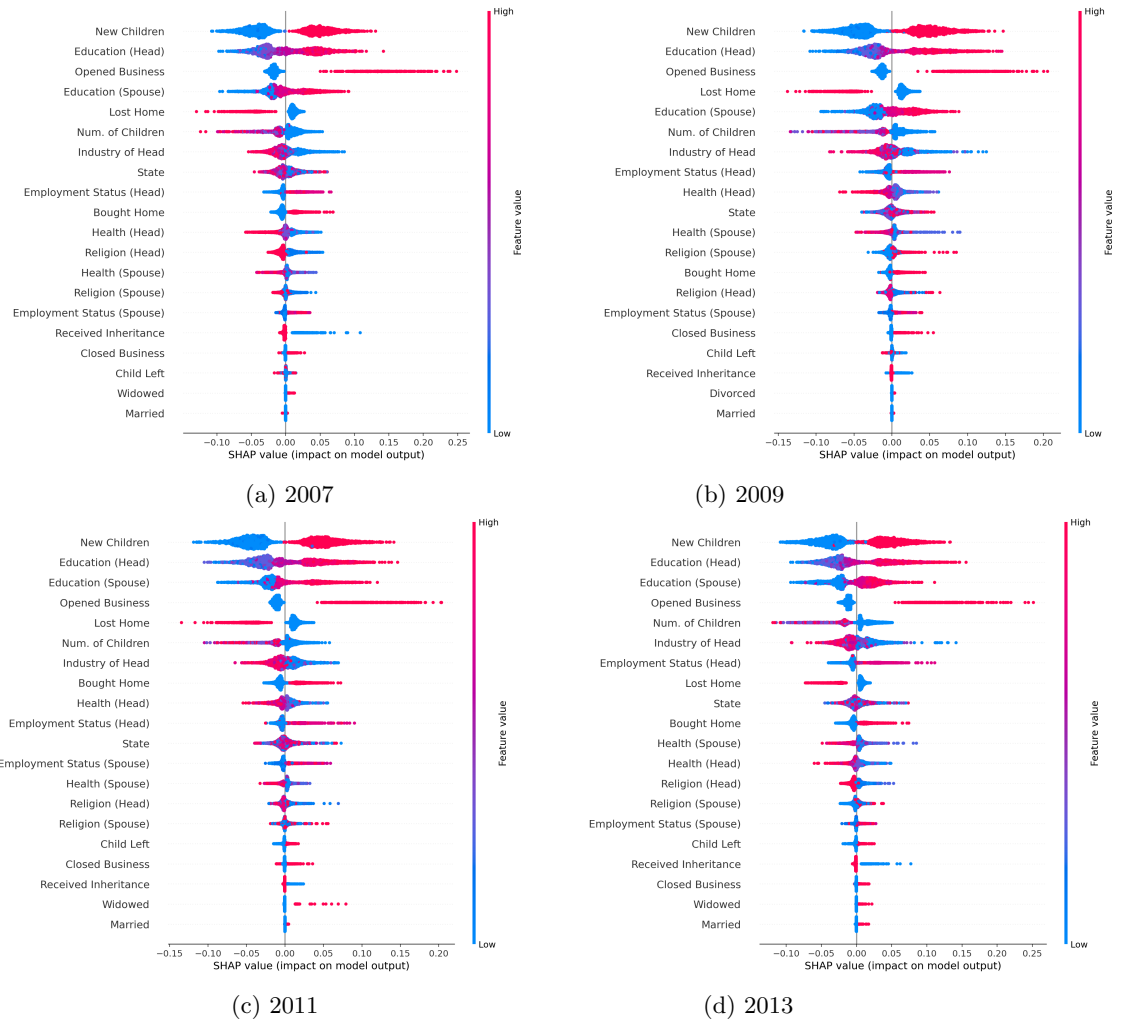 High
New Children
Education (Head)
Opened Business
Education (Spouse)
Lost Home
Num. of Children
Industry of Head
State
Employment Status (Head)
Bought Home
Health (Head)
Religion (Head)
Health (Spouse)
Religion (Spouse)
Employment Status (Spouse)
Received Inheritance
Closed Business
Child Left
Widowed
Married
Feature value
Low
−0.10 −0.05 0.00 0.05 0.10 0.15 0.20 0.25
SHAP value (impact on model output)
(a) 2007
High
New Children
Education (Head)
Opened Business
Lost Home
Education (Spouse)
Num. of Children
Industry of Head
Employment Status (Head)
Health (Head)
State
Health (Spouse)
Religion (Spouse)
Bought Home
Religion (Head)
Employment Status (Spouse)
Closed Business
Child Left
Received Inheritance
Divorced
Married
Feature value
Low
−0.15 −0.10 −0.05 0.00 0.05 0.10 0.15 0.20
SHAP value (impact on model output)
(b) 2009
High
New Children
Education (Head)
Education (Spouse)
Opened Business
Lost Home
Num. of Children
Industry of Head
Bought Home
Health (Head)
Employment Status (Head)
State
Employment Status (Spouse)
Health (Spouse)
Religion (Head)
Religion (Spouse)
Child Left
Closed Business
Received Inheritance
Widowed
Married
Feature value
Low
−0.15 −0.10 −0.05 0.00 0.05 0.10 0.15 0.20
SHAP value (impact on model output)
(c) 2011
High
New Children
Education (Head)
Education (Spouse)
Opened Business
Num. of Children
Industry of Head
Employment Status (Head)
Lost Home
State
Bought Home
Health (Spouse)
Health (Head)
Religion (Head)
Religion (Spouse)
Employment Status (Spouse)
Child Left
Received Inheritance
Closed Business
Widowed
Married
Feature value
Low
−0.10 −0.05 0.00 0.05 0.10 0.15 0.20 0.25
SHAP value (impact on model output)
(d) 2013